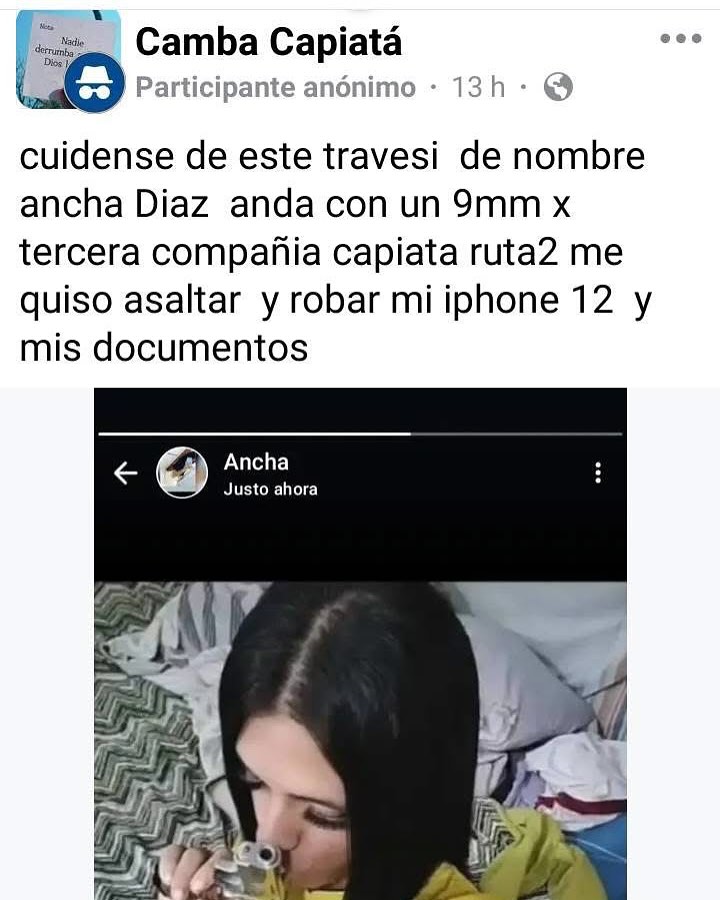 Nota
Nadie
derrumba
Dios
Camba Capiatá
Participante anónimo · 13 h ·
cuidense de este travesi de nombre
ancha Diaz anda con un 9mm x
tercera compañia capiata ruta2 me
quiso asaltar y robar mi iphone 12 y
mis documentos
Ancha
Justo ahora